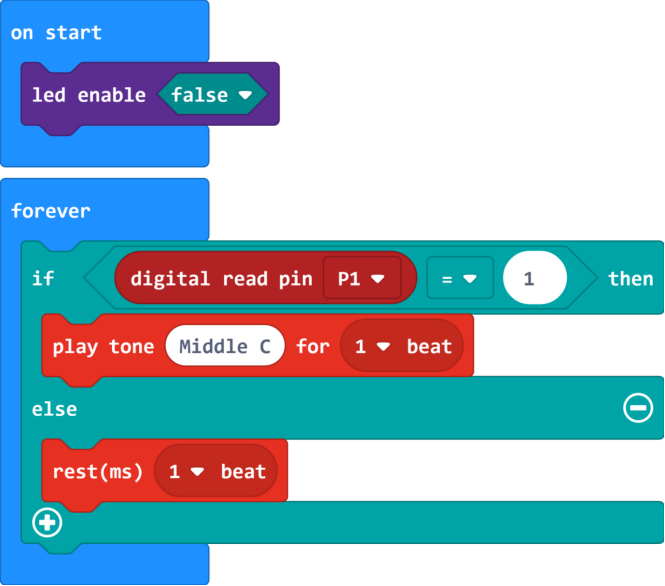 on start
led enable false
forever
if digital read pin P1 = 1 then
play tone Middle C for 1 beat
else
rest(ms) 1 beat